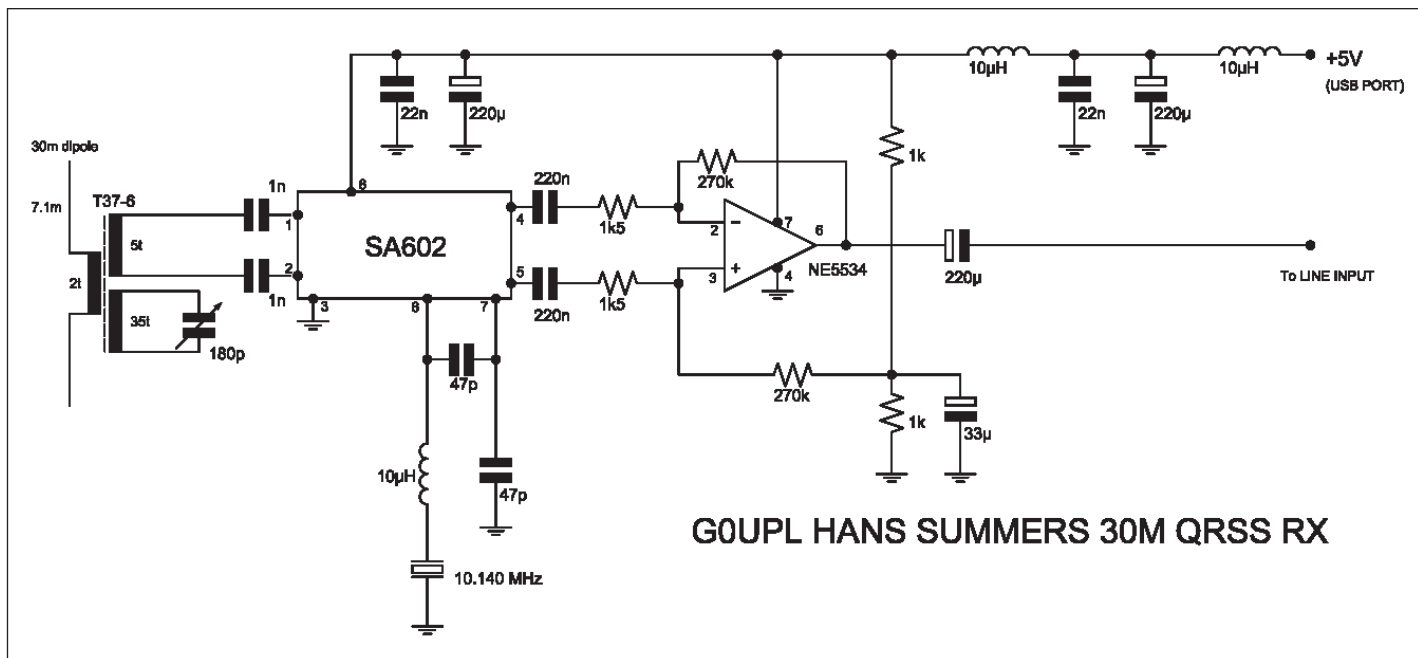 10µH
10µH
+5V
(USB PORT)
22n
220µ
22n
220µ
30m dipole
1k
7.1m
T37-6
1n
8
220n
270k
5t
1
4
1k5
2
7
6
SA602
NE5534
2t
2
5
3
4
220µ
To LINE INPUT
1n
3
6
7
220n
1k5
35t
180p
47p
270k
1k
33µ
10µH
47p
G0UPL HANS SUMMERS 30M QRSS RX
10.140 MHz